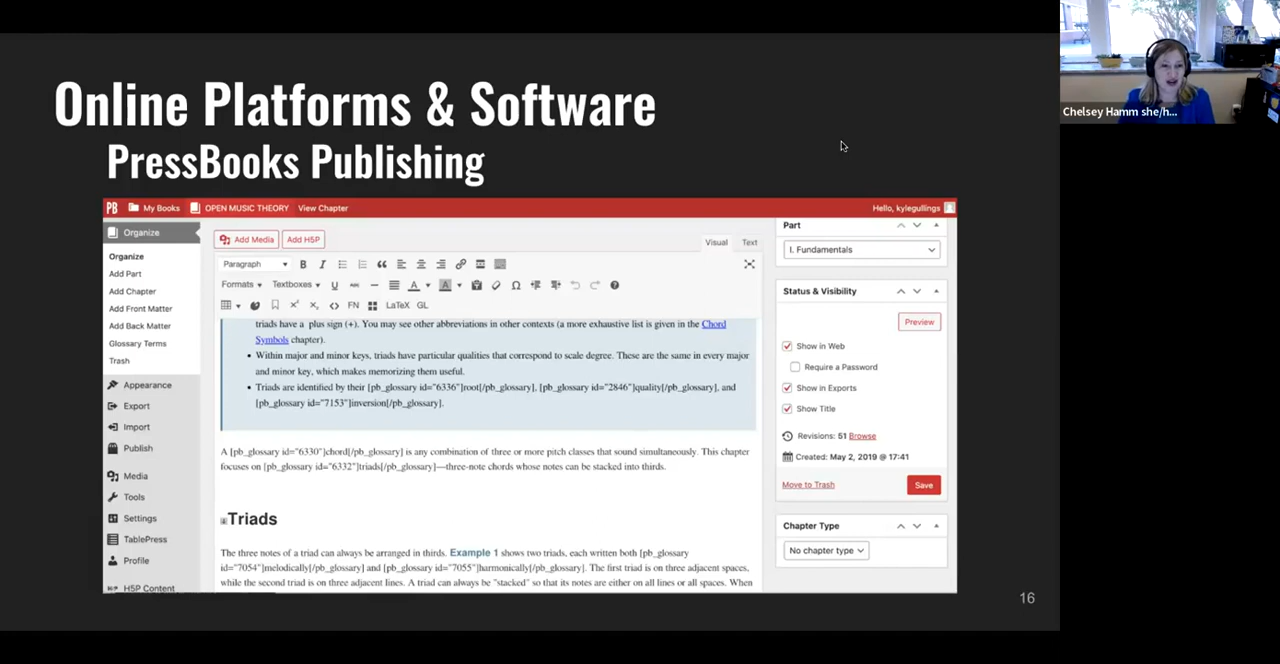 Online Platforms & Software
PressBooks Publishing
Chelsey Hamm she/h...
PB My Books OPEN MUSIC THEORY View Chapter Hello, kylegullings
Organize
Organize
Add Part
Add Chapter
Add Front Matter
Add Back Matter
Glossary Terms
Trash
Appearance
Export
Import
Publish
Media
Tools
Settings
TablePress
Profile
H5P Content
Add Media Add H5P
Visual Text
Paragraph B I
Formats Textboxes U ABC A A Ω
FN LaTeX GL
triads have a plus sign (+). You may see other abbreviations in other contexts (a more exhaustive list is given in the Chord
Symbols chapter).
Within major and minor keys, triads have particular qualities that correspond to scale degree. These are the same in every major
and minor key, which makes memorizing them useful.
Triads are identified by their [pb_glossary id="6336"]root[/pb_glossary], [pb_glossary id="2846"]quality[/pb_glossary], and
[pb_glossary id="7153"]inversion[/pb_glossary].
A [pb_glossary id="6330"]chord[/pb_glossary] is any combination of three or more pitch classes that sound simultaneously. This chapter
focuses on [pb_glossary id="6332"]triads[/pb_glossary]—three-note chords whose notes can be stacked into thirds.
Triads
The three notes of a triad can always be arranged in thirds. Example 1 shows two triads, each written both [pb_glossary
id="7054"]melodically[/pb_glossary] and [pb_glossary id="7055"]harmonically[/pb_glossary]. The first triad is on three adjacent spaces,
while the second triad is on three adjacent lines. A triad can always be "stacked" so that its notes are either on all lines or all spaces. When
Part
I. Fundamentals
Status & Visibility
Preview
Show in Web
Require a Password
Show in Exports
Show Title
Revisions: 51 Browse
Created: May 2, 2019 @ 17:41
Move to Trash Save
Chapter Type
No chapter type
16